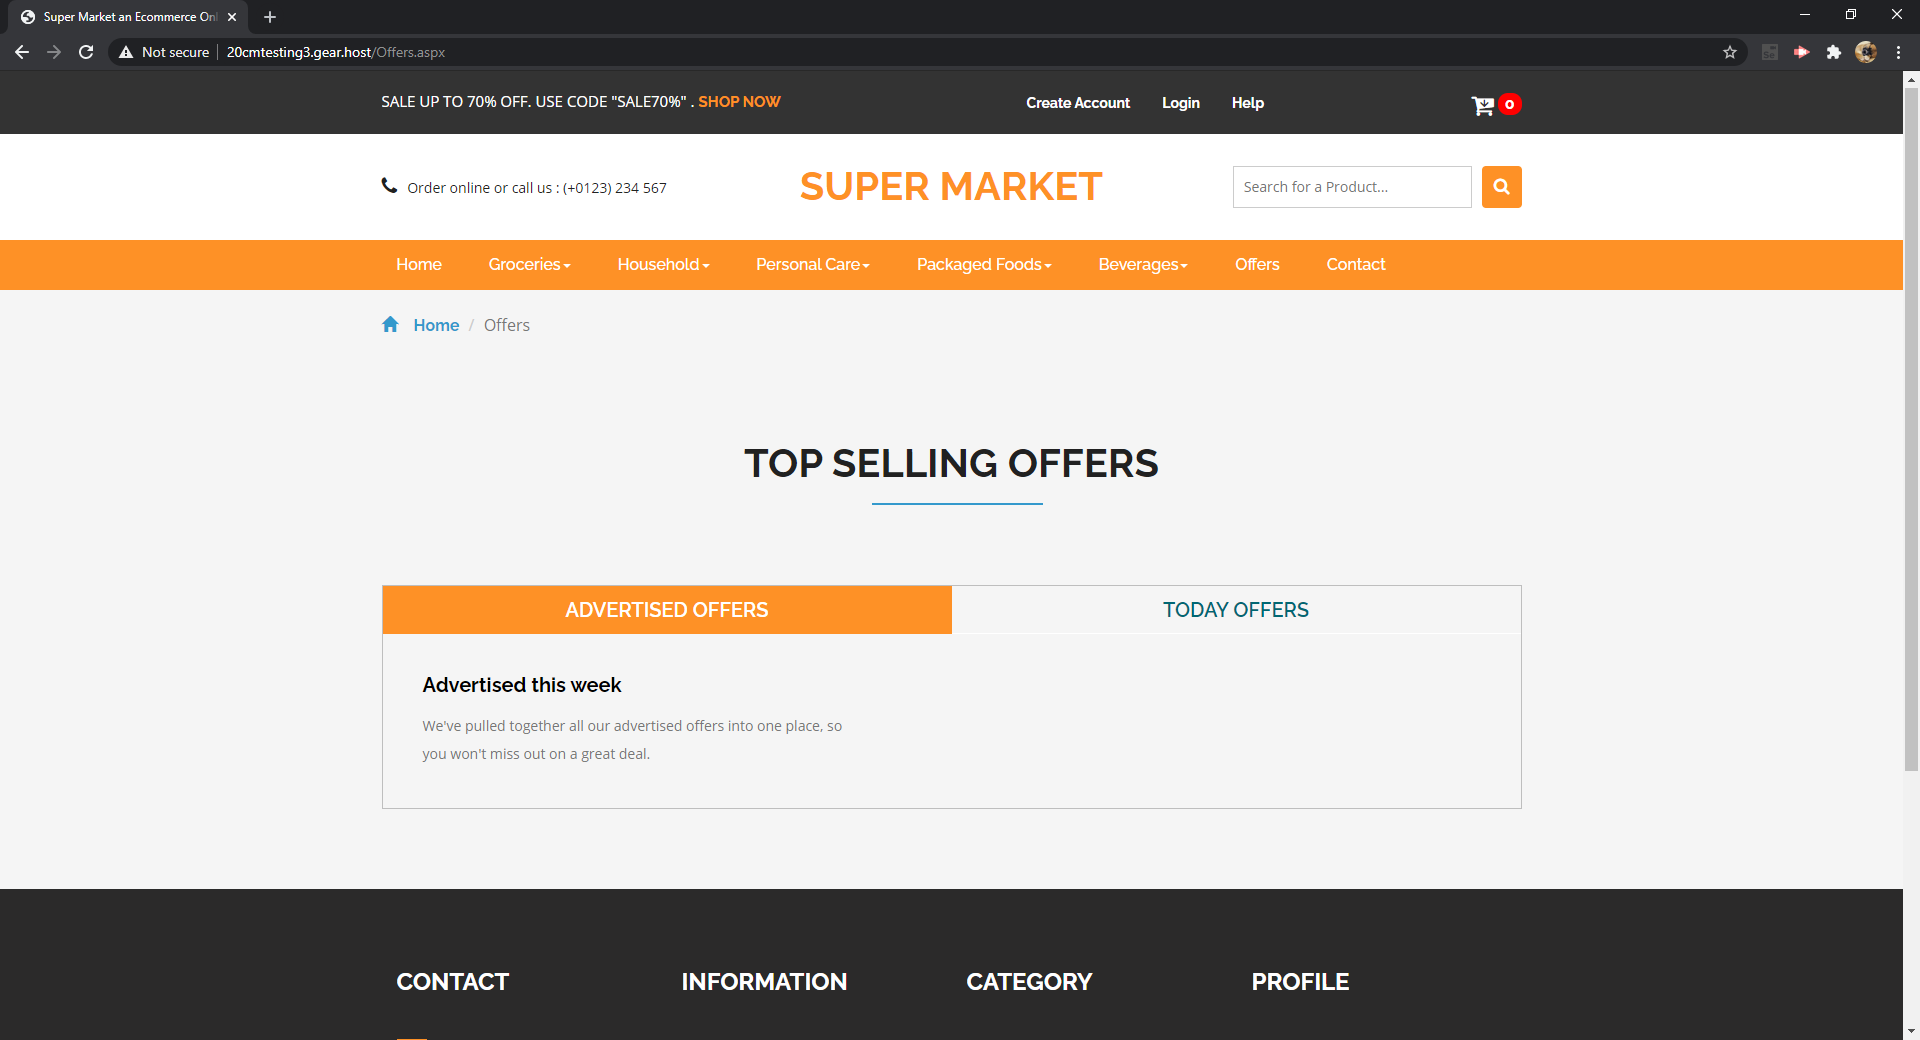 Super Market an Ecommerce Onl
Not secure
20cmtesting3.gear.host/Offers.aspx
SALE UP TO 70% OFF. USE CODE "SALE70%" . SHOP NOW
Create Account
Login
Help
0
Order online or call us : (+0123) 234 567
SUPER MARKET
Search for a Product...
Home
Groceries
Household
Personal Care
Packaged Foods
Beverages
Offers
Contact
Home / Offers
TOP SELLING OFFERS
ADVERTISED OFFERS
TODAY OFFERS
Advertised this week
We've pulled together all our advertised offers into one place, so
you won't miss out on a great deal.
CONTACT
INFORMATION
CATEGORY
PROFILE